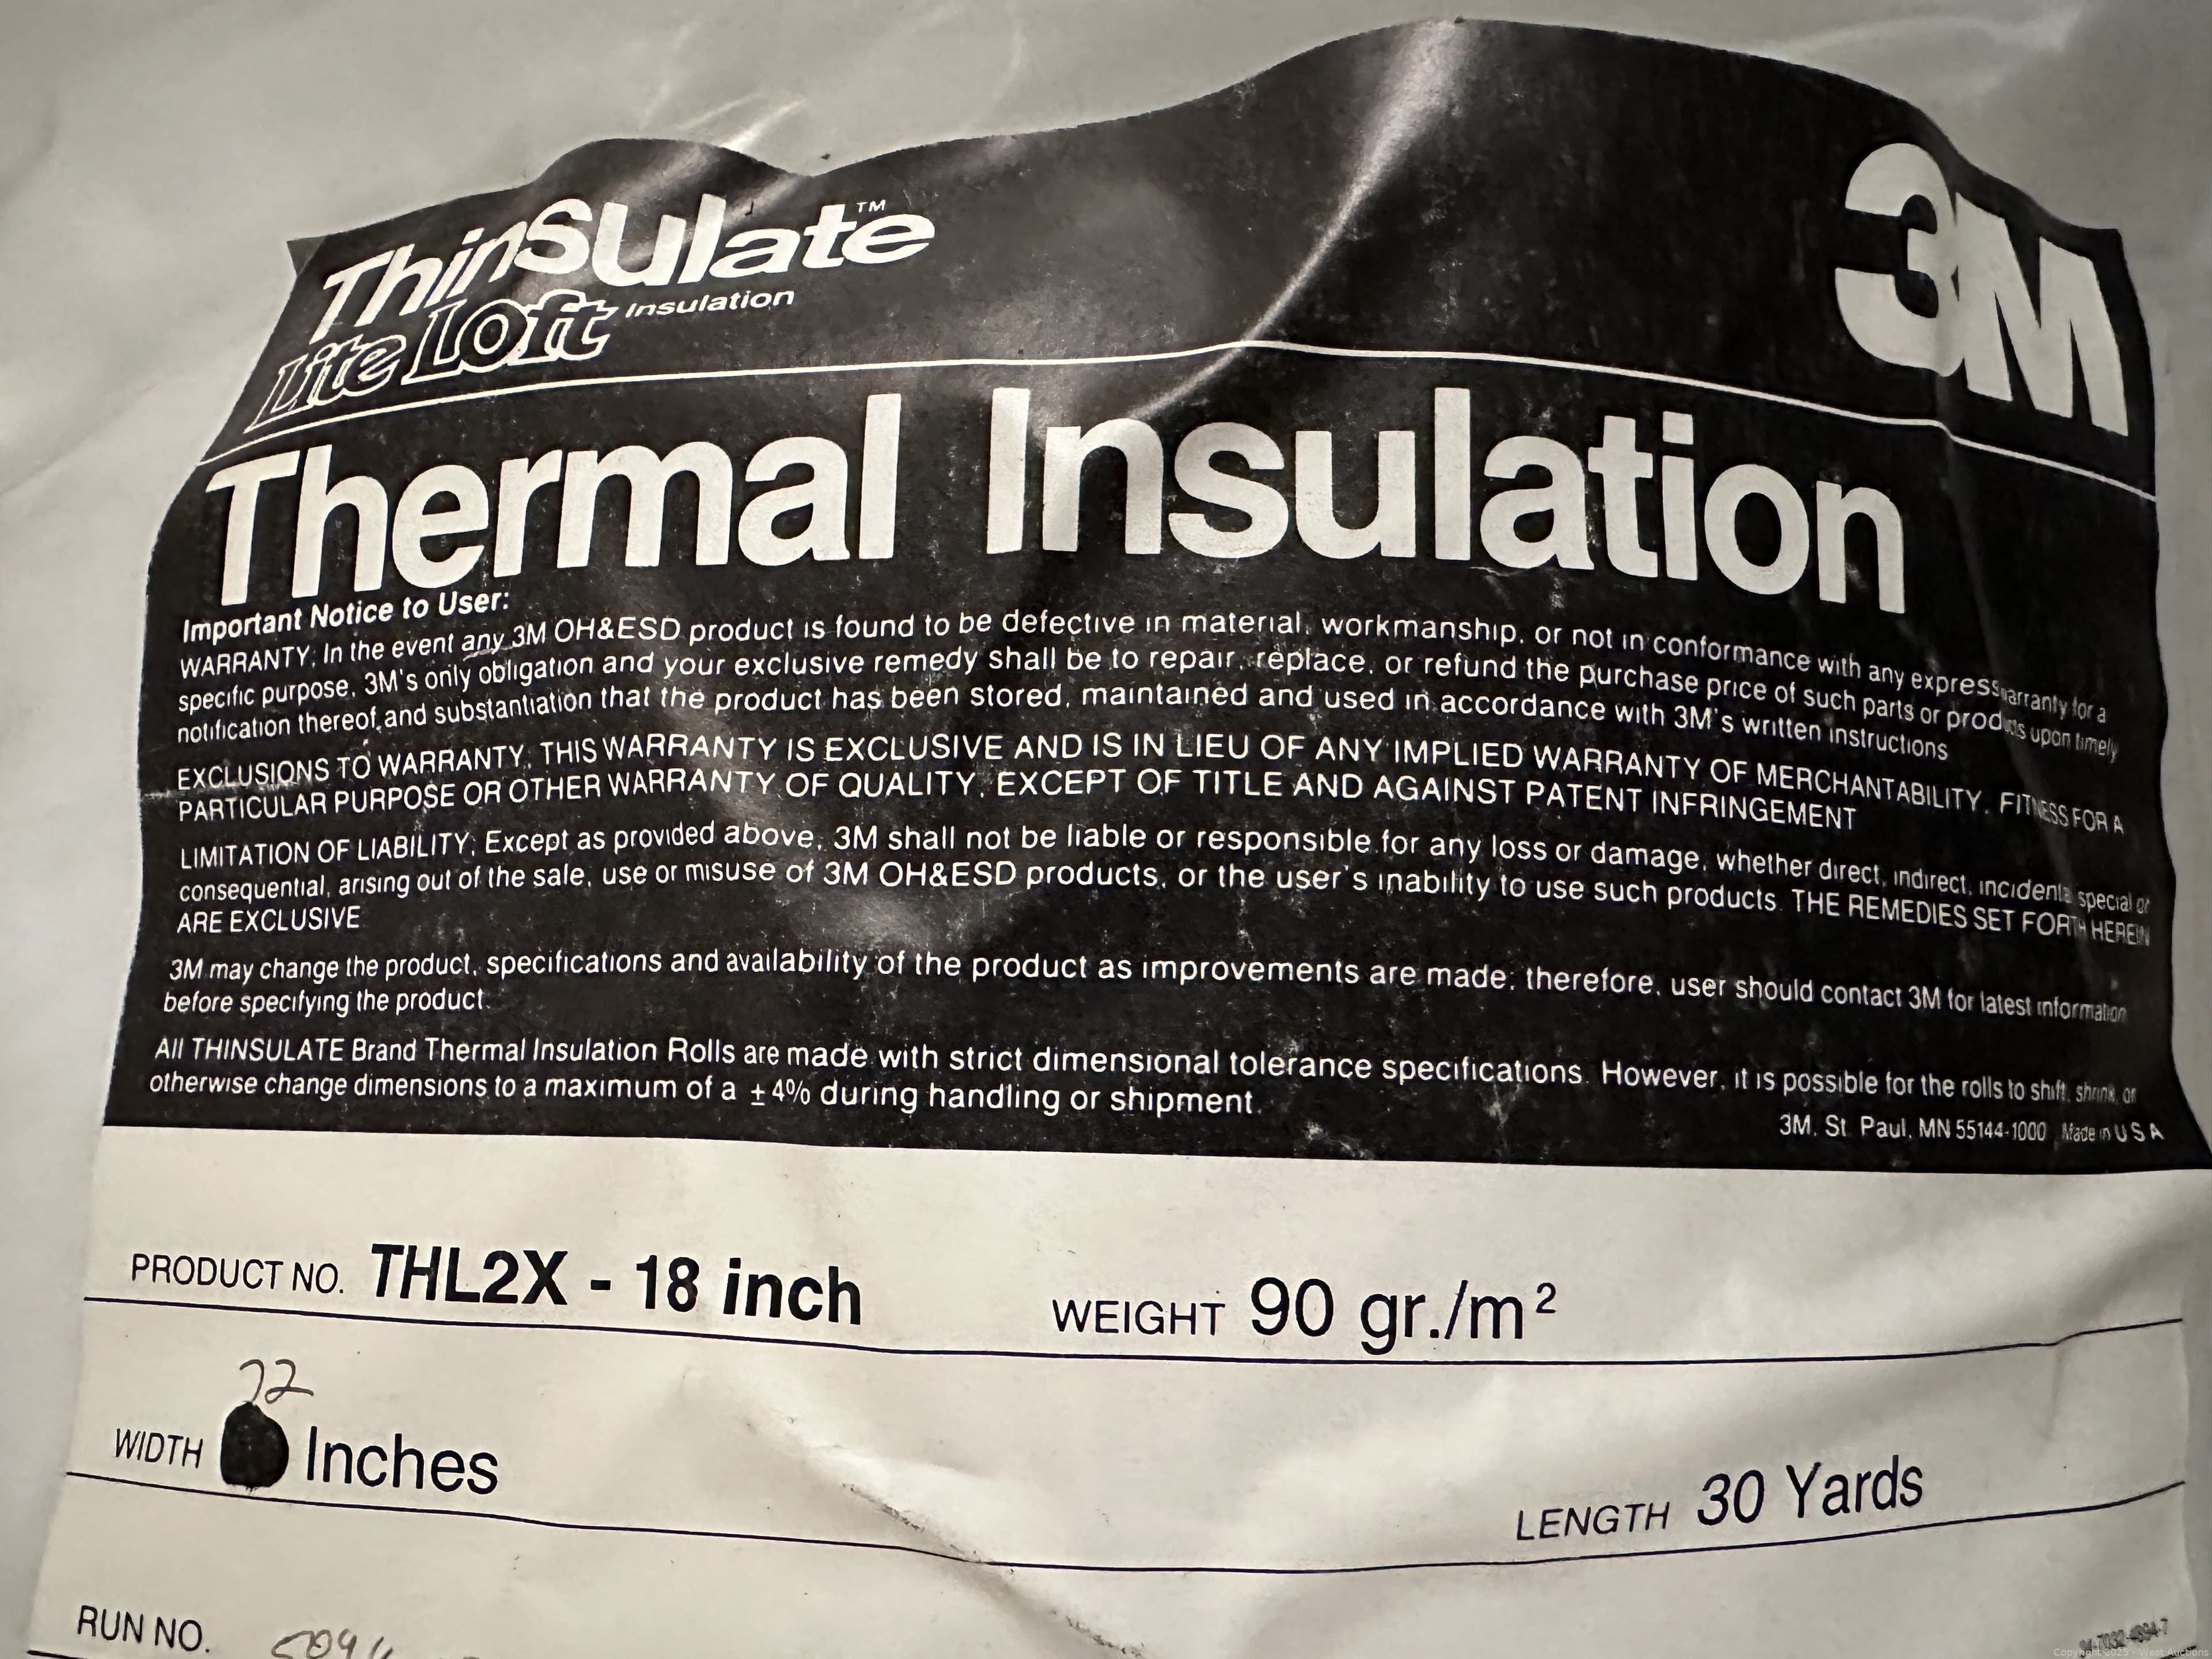 Thinsulate™
Lite Loft Insulation
3M
Thermal Insulation
Important Notice to User:
WARRANTY: In the event any 3M OH&ESD product is found to be defective in material, workmanship, or not in conformance with any express warranty for a
specific purpose, 3M's only obligation and your exclusive remedy shall be to repair, replace, or refund the purchase price of such parts or products upon timely
notification thereof and substantiation that the product has been stored, maintained and used in accordance with 3M's written instructions
EXCLUSIONS TO WARRANTY: THIS WARRANTY IS EXCLUSIVE AND IS IN LIEU OF ANY IMPLIED WARRANTY OF MERCHANTABILITY, FITNESS FOR A
PARTICULAR PURPOSE OR OTHER WARRANTY OF QUALITY, EXCEPT OF TITLE AND AGAINST PATENT INFRINGEMENT
LIMITATION OF LIABILITY: Except as provided above, 3M shall not be liable or responsible for any loss or damage, whether direct, indirect, incidental special or
consequential, arising out of the sale, use or misuse of 3M OH&ESD products, or the user's inability to use such products. THE REMEDIES SET FORTH HEREIN
ARE EXCLUSIVE
3M may change the product, specifications and availability of the product as improvements are made; therefore, user should contact 3M for latest information
before specifying the product.
All THINSULATE Brand Thermal Insulation Rolls are made with strict dimensional tolerance specifications. However, it is possible for the rolls to shift, shrink, or
otherwise change dimensions to a maximum of a ±4% during handling or shipment.
3M, St. Paul, MN 55144-1000 Made in U S A
PRODUCT NO. THL2X - 18 inch
WEIGHT 90 gr./m²
72
WIDTH Inches
LENGTH 30 Yards
RUN NO.
Copyright 2025 - West Auctions